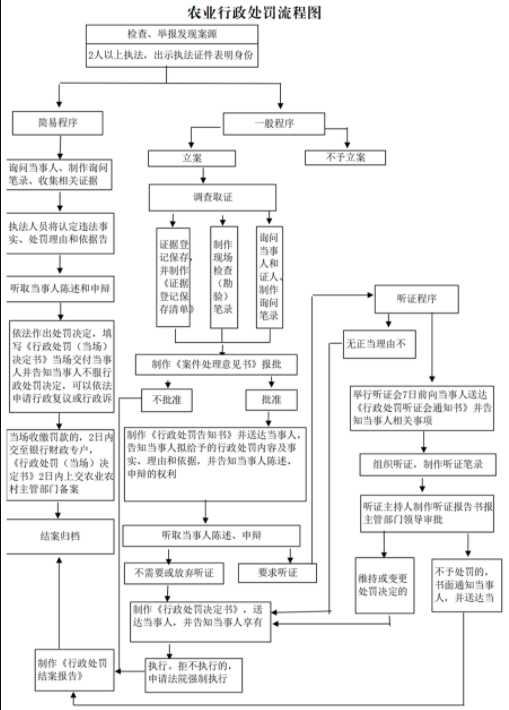 农业行政处罚流程图
检查、举报发现案源
2人以上执法，出示执法证件表明身份
简易程序
一般程序
立案
不予立案
询问当事人、制作询问
笔录、收集相关证据
调查取证
执法人员将认定违法事
实、处罚理由和依据告
证据登
记保存，
并制作
《证据
登记保
存清单》
制作
现场
检查
（勘
验）
笔录
询问
当事
人和
证人、
制作
询问
笔录
听取当事人陈述和申辩
听证程序
依法作出处罚决定，填
写《行政处罚（当场）
决定书》当场交付当事
人并告知当事人不服行
政处罚决定，可以依法
申请行政复议或行政诉
无正当理由不
制作《案件处理意见书》报批
不批准
批准
举行听证会7日前向当事人送达
《行政处罚听证会通知书》并告
知当事人相关事项
当场收缴罚款的，2日内
交至银行财政专户，
《行政处罚（当场）决
定书》2日内上交农业农
村主管部门备案
制作《行政处罚告知书》并送达当事人，
告知当事人拟给予的行政处罚内容及事
实、理由和依据，并告知当事人陈述、
申辩的权利
组织听证，制作听证笔录
听证主持人制作听证报告书报
主管部门领导审批
结案归档
听取当事人陈述、申辩
不需要或放弃听证
要求听证
维持或变更
处罚决定的
不予处罚的，
书面通知当事
人，并送达当
制作《行政处罚决定书》，送
达当事人，并告知当事人享有
制作《行政处罚
结案报告》
执行。拒不执行的，
申请法院强制执行